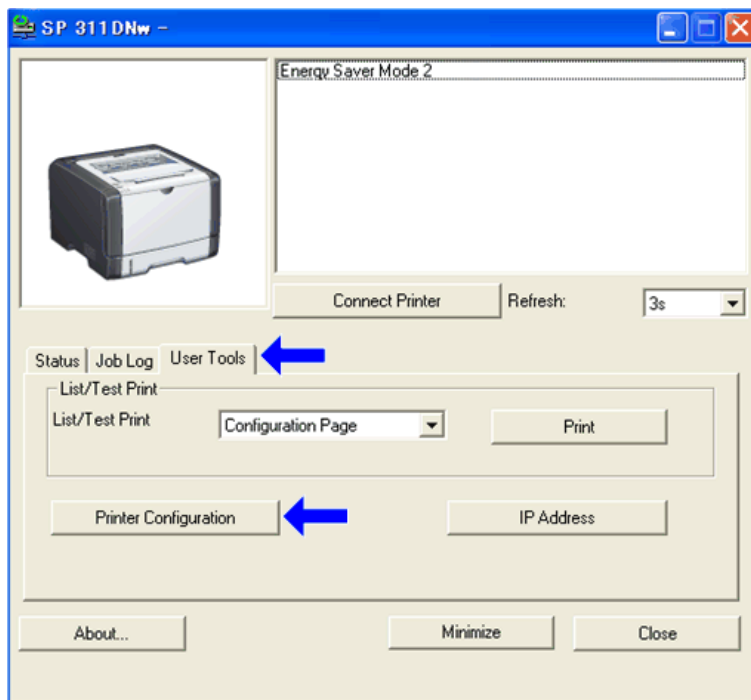 SP 311DNw -
Energy Saver Mode 2
Connect Printer
Refresh:
3s
Status
Job Log
User Tools
List/Test Print
List/Test Print
Configuration Page
Print
Printer Configuration
IP Address
About...
Minimize
Close